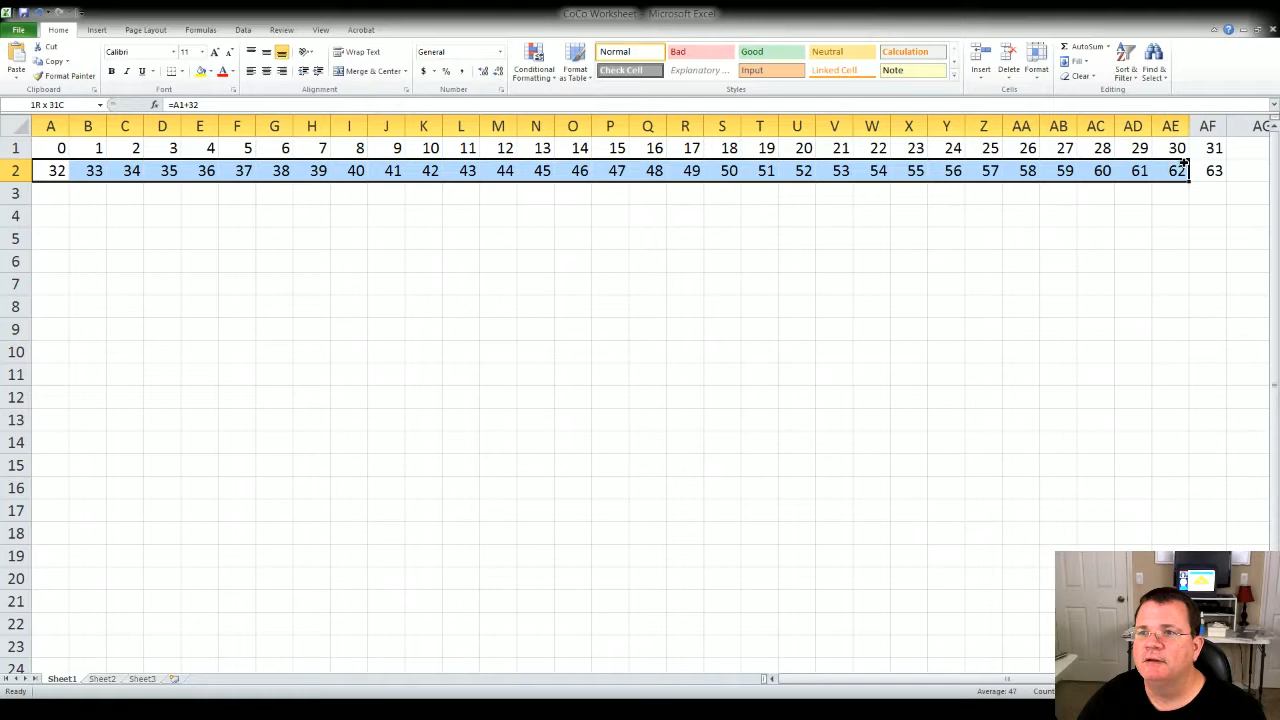 CoCo Worksheet - Microsoft Excel
File Home Insert Page Layout Formulas Data Review View Acrobat
Cut Calibri 11 A A Wrap Text General Normal Bad Good Neutral Calculation AutoSum
Paste Copy Conditional Formatting Format as Table Insert Delete Format Fill Sort & Filter Find & Select
Format Painter B I U Merge & Center $ % , Check Cell Explanatory ... Input Linked Cell Note Clear
Clipboard Font Alignment Number Styles Cells Editing
1R x 31C fx =A1+32
A B C D E F G H I J K L M N O P Q R S T U V W X Y Z AA AB AC AD AE AF
1 0 1 2 3 4 5 6 7 8 9 10 11 12 13 14 15 16 17 18 19 20 21 22 23 24 25 26 27 28 29 30 31
2 32 33 34 35 36 37 38 39 40 41 42 43 44 45 46 47 48 49 50 51 52 53 54 55 56 57 58 59 60 61 62 63
3
4
5
6
7
8
9
10
11
12
13
14
15
16
17
18
19
20
21
22
23
24
Sheet1 Sheet2 Sheet3
Ready Average: 47